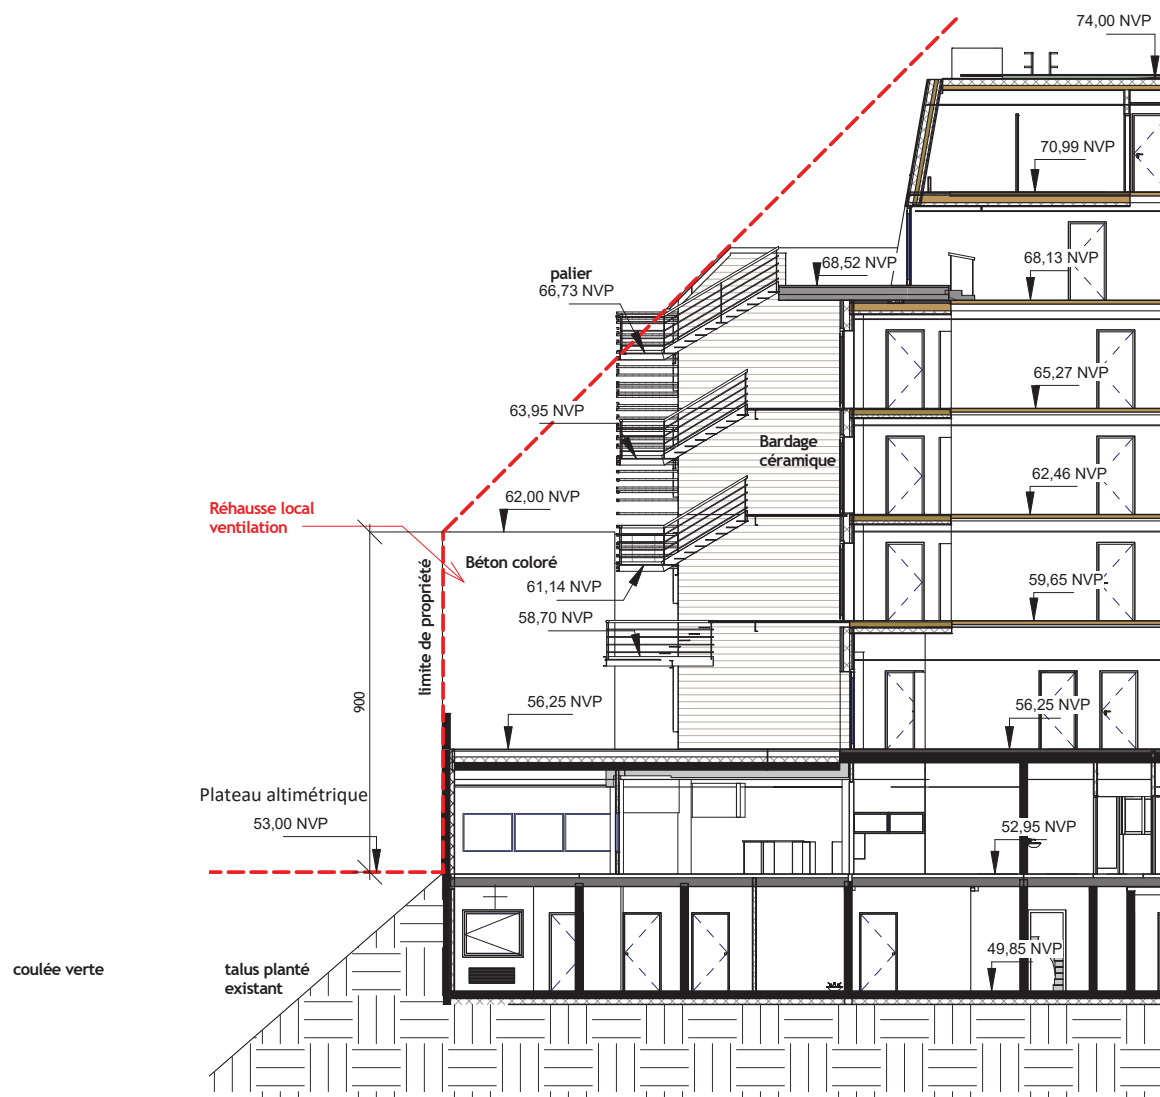 74,00 NVP
70,99 NVP
68,52 NVP
68,13 NVP
palier
66,73 NVP
65,27 NVP
63,95 NVP
Bardage
céramique
62,46 NVP
62,00 NVP
Réhausse local
ventilation
Béton coloré
61,14 NVP
59,65 NVP
58,70 NVP
limite de propriété
900
56,25 NVP
56,25 NVP
Plateau altimétrique
53,00 NVP
52,95 NVP
49,85 NVP
coulée verte
talus planté
existant